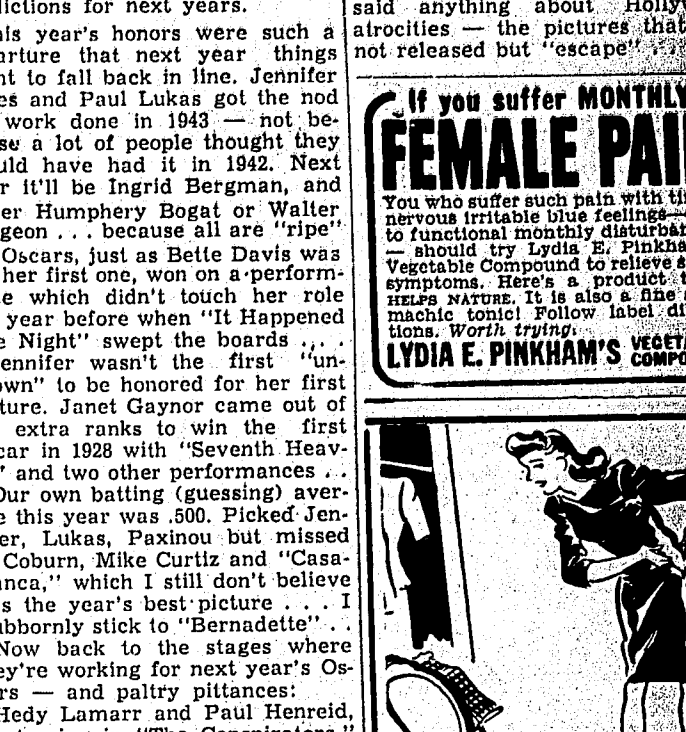 lictions for next years.
is year's honors were such a
arture that next year things
nt to fall back in line. Jennifer
es and Paul Lukas got the nod
work done in 1943 — not be-
se a lot of people thought they
uld have had it in 1942. Next
r it'll be Ingrid Bergman, and
er Humphery Bogat or Walter
geon . . . because all are "ripe"
Oscars, just as Bette Davis was
her first one, won on a perform-
e which didn't touch her role
year before when "It Happened
e Night" swept the boards . . .
ennifer wasn't the first "un-
own" to be honored for her first
ture. Janet Gaynor came out of
extra ranks to win the first
car in 1928 with "Seventh Heav-
" and two other performances . .
Our own batting (guessing) aver-
e this year was .500. Picked Jen-
er, Lukas, Paxinou but missed
Coburn, Mike Curtiz and "Casa-
anca," which I still don't believe
s the year's best picture . . . I
ubbornly stick to "Bernadette" . .
Now back to the stages where
ey're working for next year's Os-
rs — and paltry pittances:
Hedy Lamarr and Paul Henreid,
"The Conspirators,"
said anything about Holly
atrocities — the pictures that
not released but "escape" . . .
If you suffer MONTHLY
FEMALE PAI
You who suffer such pain with ti
nervous irritable blue feelings—
to functional monthly disturba
— should try Lydia E. Pinkha
Vegetable Compound to relieve s
symptoms. Here's a product t
HELPS NATURE. It is also a fine
machic tonic! Follow label di
tions. Worth trying.
LYDIA E. PINKHAM'S VEGETA
COMPO